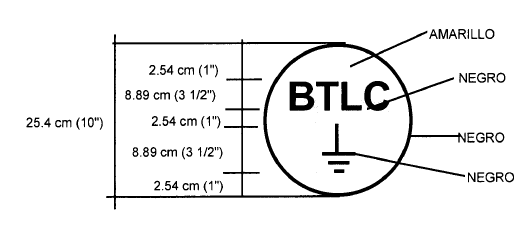 AMARILLO
2.54 cm (1")
NEGRO
8.89 cm (3 1/2")
BTLC
25.4 cm (10")
2.54 cm (1")
NEGRO
8.89 cm (3 1/2")
NEGRO
2.54 cm (1")